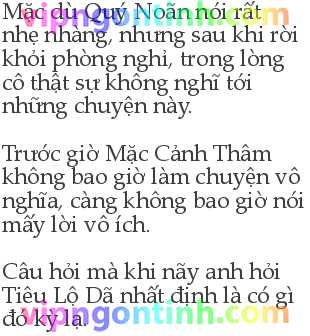 Mặc dù Quý Noãn nói rất
nhẹ nhàng, nhưng sau khi rời
khỏi phòng nghỉ, trong lòng
cô thật sự không nghĩ tới
những chuyện này.
Trước giờ Mặc Cảnh Thâm
không bao giờ làm chuyện vô
nghĩa, càng không bao giờ nói
mấy lời vô ích.
Câu hỏi mà khi nãy anh hỏi
Tiêu Lộ Dã nhất định là có gì
đó kỳ lạ.
vipngontinh.com
vipngontinh.com